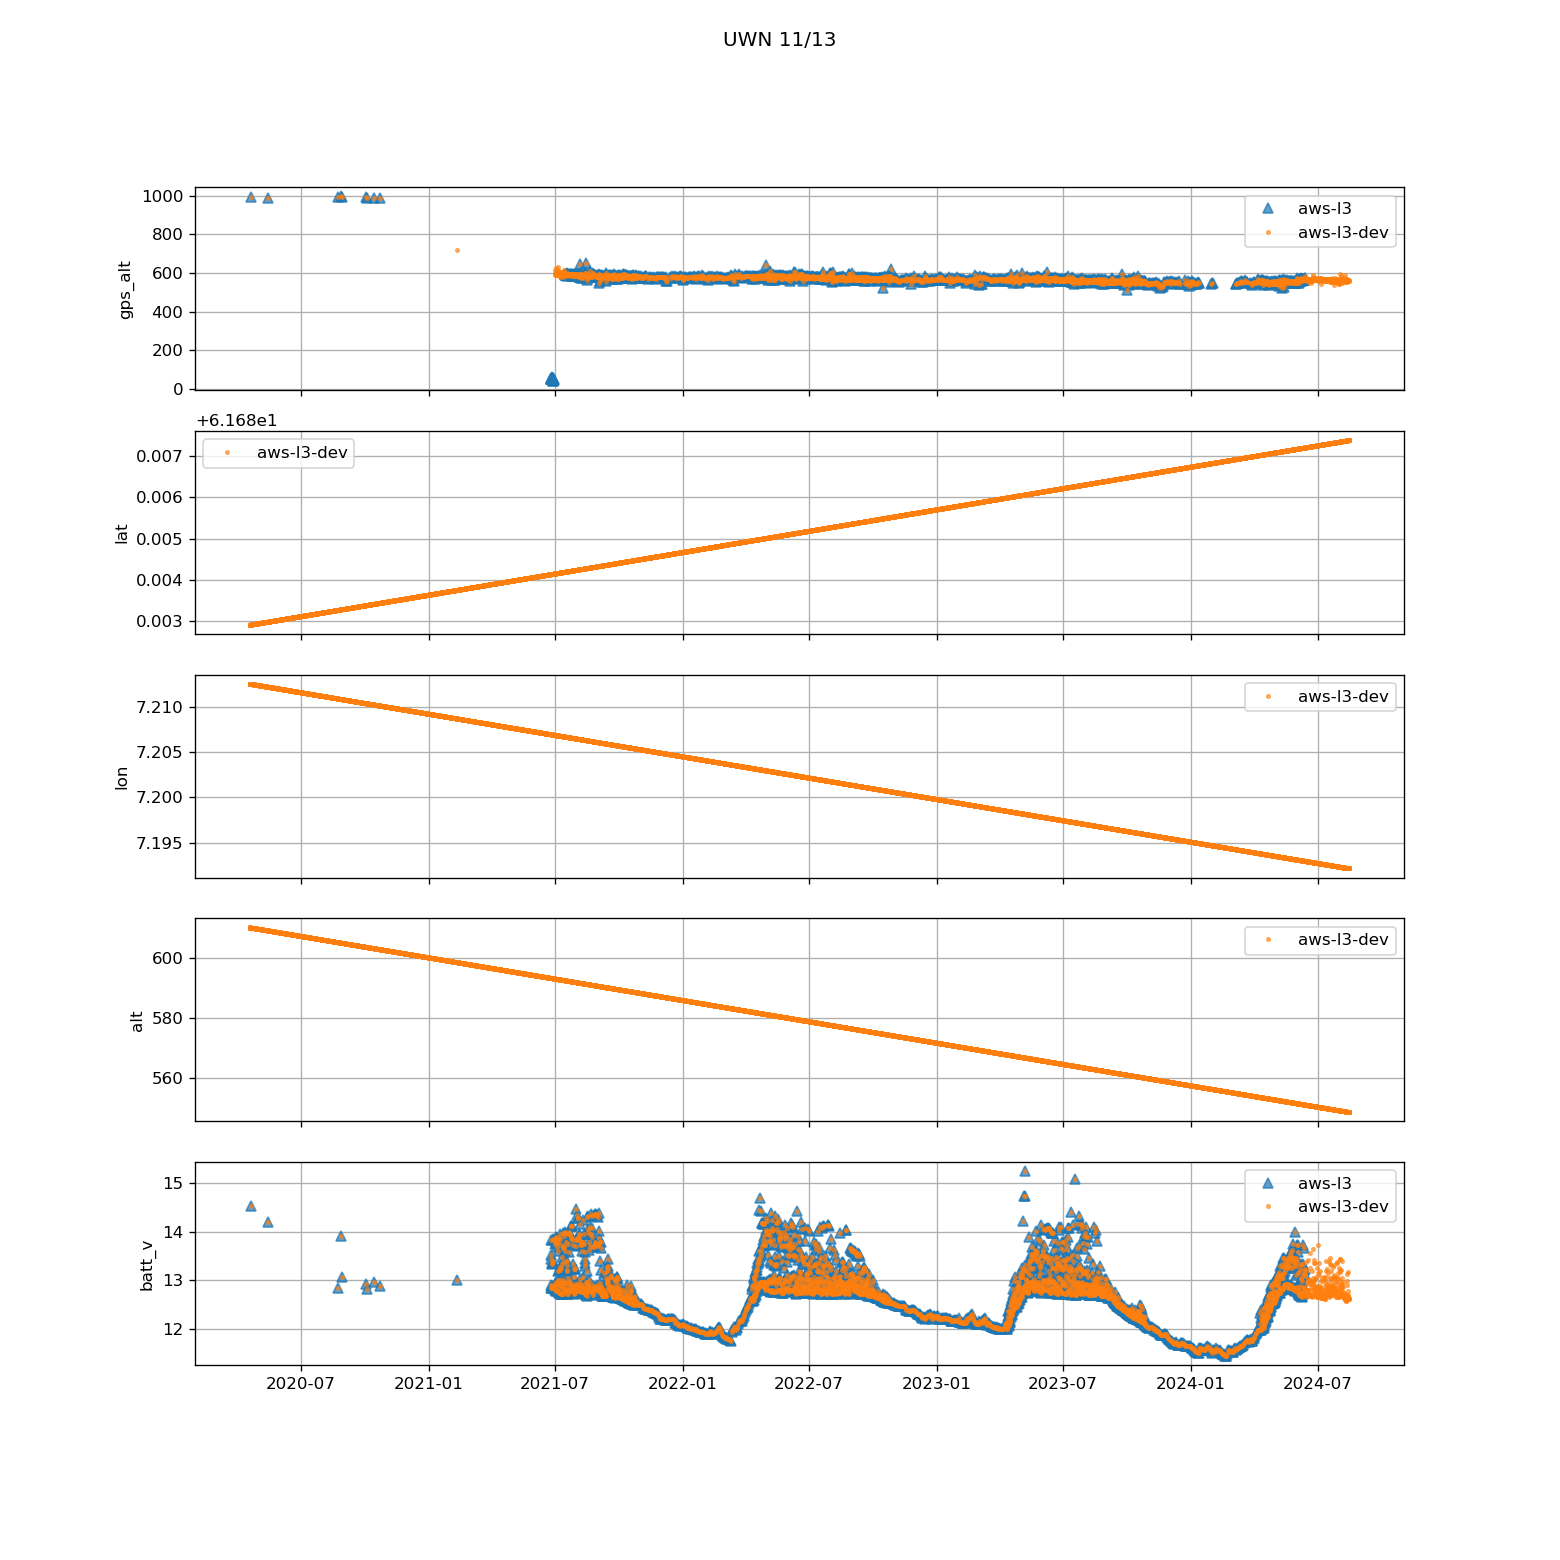 UWN 11/13
1000
800
600
400
200
0
gps_alt
aws-l3
aws-l3-dev
+6.168e1
0.007
0.006
0.005
0.004
0.003
lat
aws-l3-dev
7.210
7.205
7.200
7.195
lon
aws-l3-dev
600
580
560
alt
aws-l3-dev
15
14
13
12
batt_v
aws-l3
aws-l3-dev
2020-07 2021-01 2021-07 2022-01 2022-07 2023-01 2023-07 2024-01 2024-07